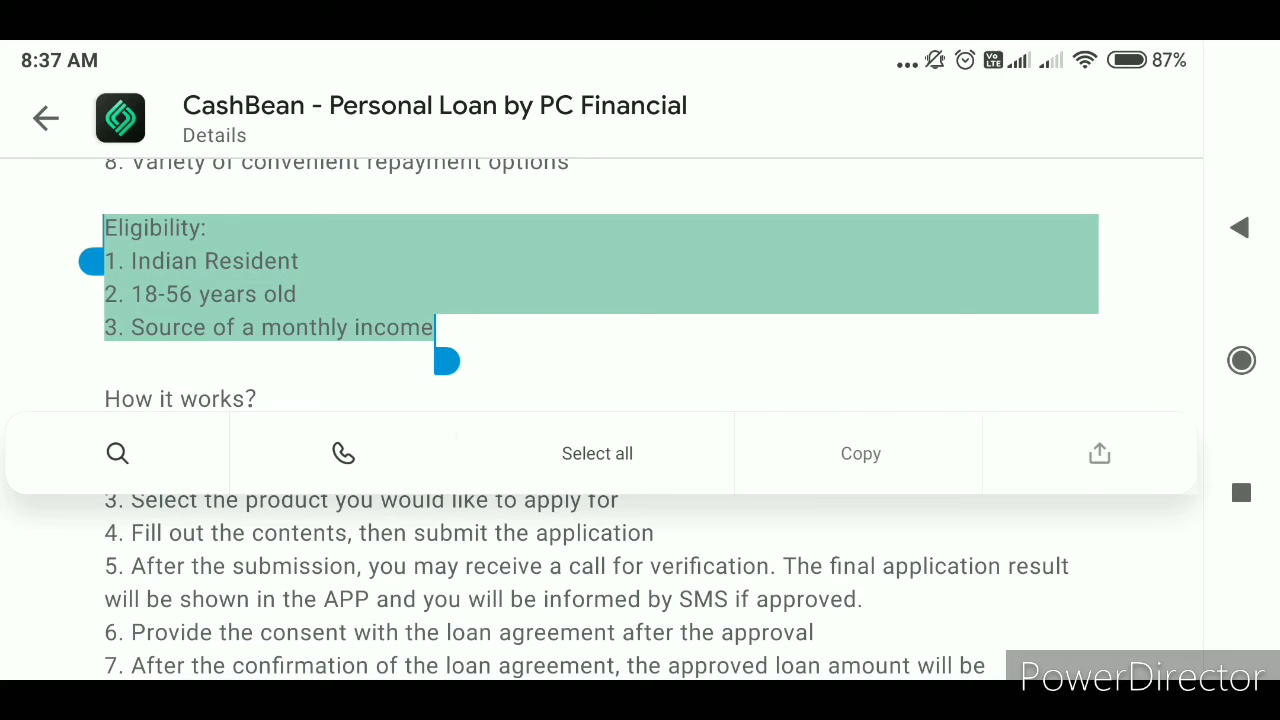 8:37 AM
Vo LTE
87%
CashBean - Personal Loan by PC Financial
Details
8. Variety of convenient repayment options
Eligibility:
1. Indian Resident
2. 18-56 years old
3. Source of a monthly income
How it works?
Select all
Copy
3. Select the product you would like to apply for
4. Fill out the contents, then submit the application
5. After the submission, you may receive a call for verification. The final application result
will be shown in the APP and you will be informed by SMS if approved.
6. Provide the consent with the loan agreement after the approval
7. After the confirmation of the loan agreement, the approved loan amount will be
PowerDirector